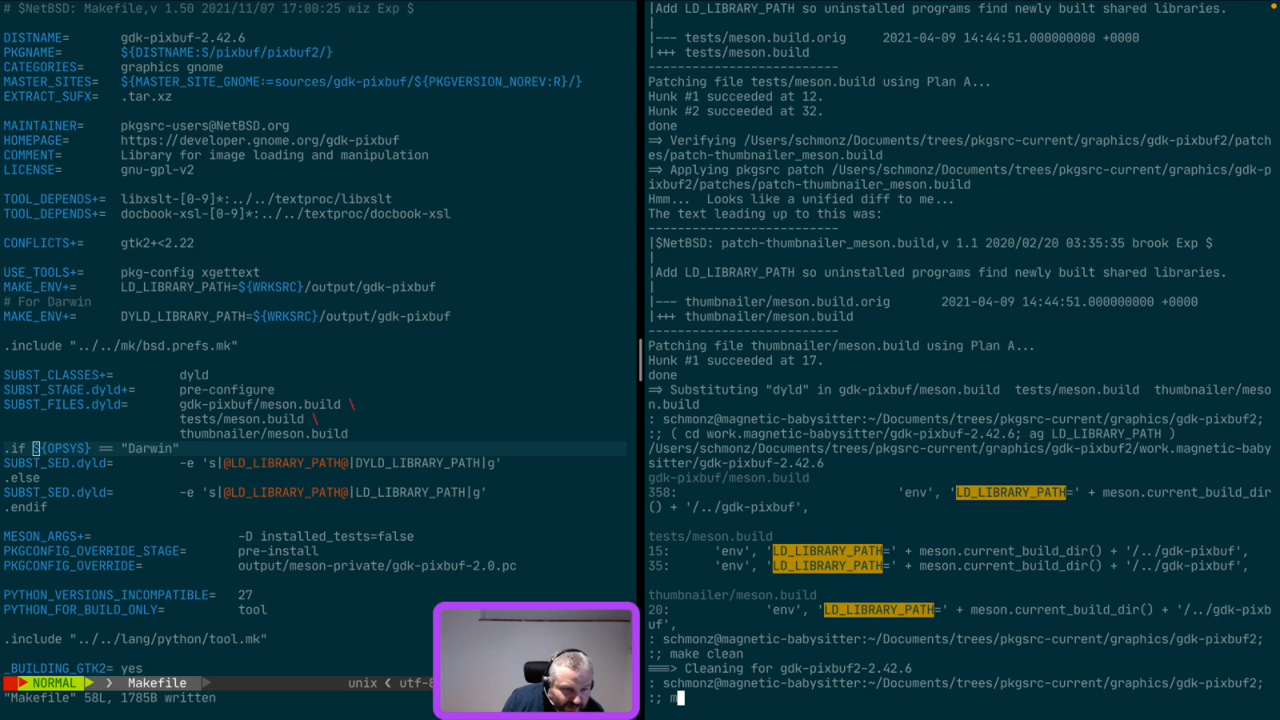 # $NetBSD: Makefile,v 1.50 2021/11/07 17:00:25 wiz Exp $
DISTNAME= gdk-pixbuf-2.42.6
PKGNAME= ${DISTNAME:S/pixbuf/pixbuf2/}
CATEGORIES= graphics gnome
MASTER_SITES= ${MASTER_SITE_GNOME:=sources/gdk-pixbuf/${PKGVERSION_NOREV:R}/}
EXTRACT_SUFX= .tar.xz
MAINTAINER= pkgsrc-users@NetBSD.org
HOMEPAGE= https://developer.gnome.org/gdk-pixbuf
COMMENT= Library for image loading and manipulation
LICENSE= gnu-gpl-v2
TOOL_DEPENDS+= libxslt-[0-9]*:../../textproc/libxslt
TOOL_DEPENDS+= docbook-xsl-[0-9]*:../../textproc/docbook-xsl
CONFLICTS+= gtk2+<2.22
USE_TOOLS+= pkg-config xgettext
MAKE_ENV+= LD_LIBRARY_PATH=${WRKSRC}/output/gdk-pixbuf
# For Darwin
MAKE_ENV+= DYLD_LIBRARY_PATH=${WRKSRC}/output/gdk-pixbuf
.include "../../mk/bsd.prefs.mk"
SUBST_CLASSES+= dyld
SUBST_STAGE.dyld+= pre-configure
SUBST_FILES.dyld= gdk-pixbuf/meson.build \
tests/meson.build \
thumbnailer/meson.build
.if ${OPSYS} == "Darwin"
SUBST_SED.dyld= -e 's|@LD_LIBRARY_PATH@|DYLD_LIBRARY_PATH|g'
.else
SUBST_SED.dyld= -e 's|@LD_LIBRARY_PATH@|LD_LIBRARY_PATH|g'
.endif
MESON_ARGS+= -D installed_tests=false
PKGCONFIG_OVERRIDE_STAGE= pre-install
PKGCONFIG_OVERRIDE= output/meson-private/gdk-pixbuf-2.0.pc
PYTHON_VERSIONS_INCOMPATIBLE= 27
PYTHON_FOR_BUILD_ONLY= tool
.include "../../lang/python/tool.mk"
_BUILDING_GTK2= yes
NORMAL Makefile unix utf-8
"Makefile" 58L, 1785B written
|Add LD_LIBRARY_PATH so uninstalled programs find newly built shared libraries.
|
|--- tests/meson.build.orig 2021-04-09 14:44:51.000000000 +0000
|+++ tests/meson.build
--------------------------
Patching file tests/meson.build using Plan A...
Hunk #1 succeeded at 12.
Hunk #2 succeeded at 32.
done
=> Verifying /Users/schmonz/Documents/trees/pkgsrc-current/graphics/gdk-pixbuf2/patch
es/patch-thumbnailer_meson.build
=> Applying pkgsrc patch /Users/schmonz/Documents/trees/pkgsrc-current/graphics/gdk-p
ixbuf2/patches/patch-thumbnailer_meson.build
Hmm... Looks like a unified diff to me...
The text leading up to this was:
--------------------------
|$NetBSD: patch-thumbnailer_meson.build,v 1.1 2020/02/20 03:35:35 brook Exp $
|
|Add LD_LIBRARY_PATH so uninstalled programs find newly built shared libraries.
|
|--- thumbnailer/meson.build.orig 2021-04-09 14:44:51.000000000 +0000
|+++ thumbnailer/meson.build
--------------------------
Patching file thumbnailer/meson.build using Plan A...
Hunk #1 succeeded at 17.
done
=> Substituting "dyld" in gdk-pixbuf/meson.build tests/meson.build thumbnailer/meso
n.build
: schmonz@magnetic-babysitter:~/Documents/trees/pkgsrc-current/graphics/gdk-pixbuf2;
:; ( cd work.magnetic-babysitter/gdk-pixbuf-2.42.6; ag LD_LIBRARY_PATH )
/Users/schmonz/Documents/trees/pkgsrc-current/graphics/gdk-pixbuf2/work.magnetic-baby
sitter/gdk-pixbuf-2.42.6
gdk-pixbuf/meson.build
358: 'env', 'LD_LIBRARY_PATH=' + meson.current_build_dir
() + '/../gdk-pixbuf',
tests/meson.build
15: 'env', 'LD_LIBRARY_PATH=' + meson.current_build_dir() + '/../gdk-pixbuf',
35: 'env', 'LD_LIBRARY_PATH=' + meson.current_build_dir() + '/../gdk-pixbuf',
thumbnailer/meson.build
20: 'env', 'LD_LIBRARY_PATH=' + meson.current_build_dir() + '/../gdk-pixb
uf',
: schmonz@magnetic-babysitter:~/Documents/trees/pkgsrc-current/graphics/gdk-pixbuf2;
:; make clean
===> Cleaning for gdk-pixbuf2-2.42.6
: schmonz@magnetic-babysitter:~/Documents/trees/pkgsrc-current/graphics/gdk-pixbuf2;
:; m